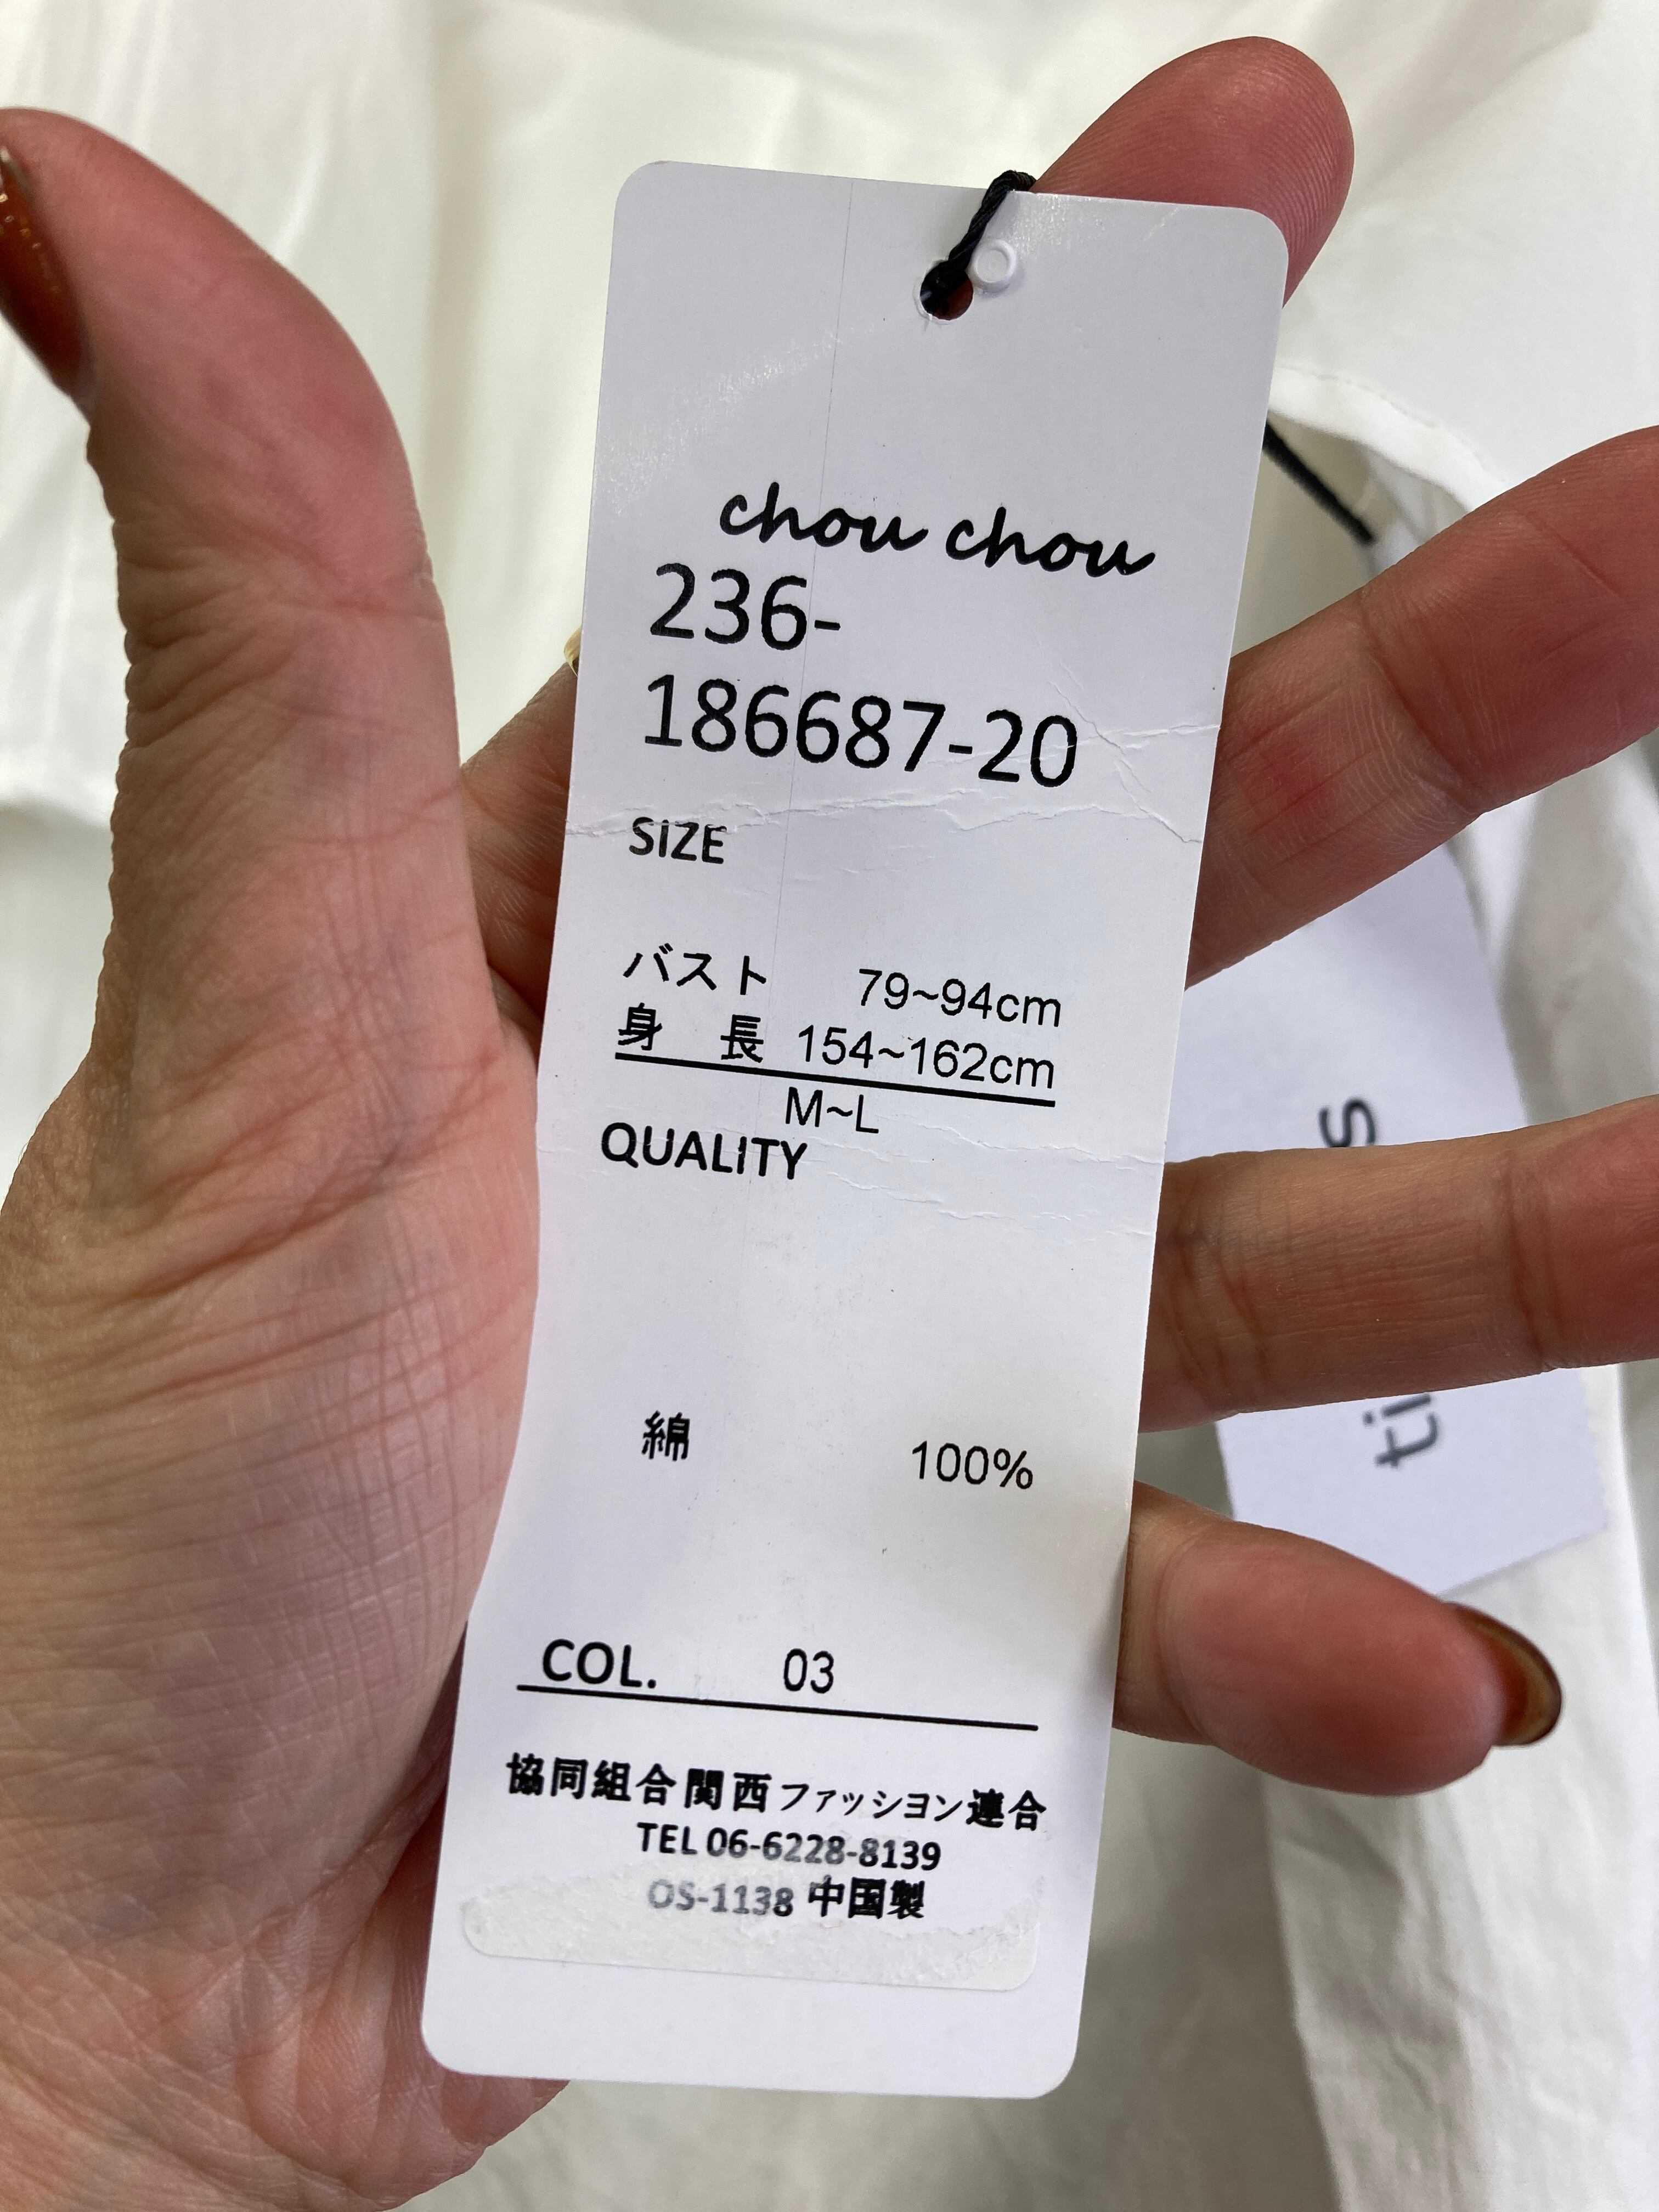 chou chou
236-
186687-20
SIZE
バスト 79~94cm
身 長 154~162cm
M~L
QUALITY
綿 100%
COL. 03
協同組合関西ファッション連合
TEL 06-6228-8139
OS-1138 中国製
s
ti